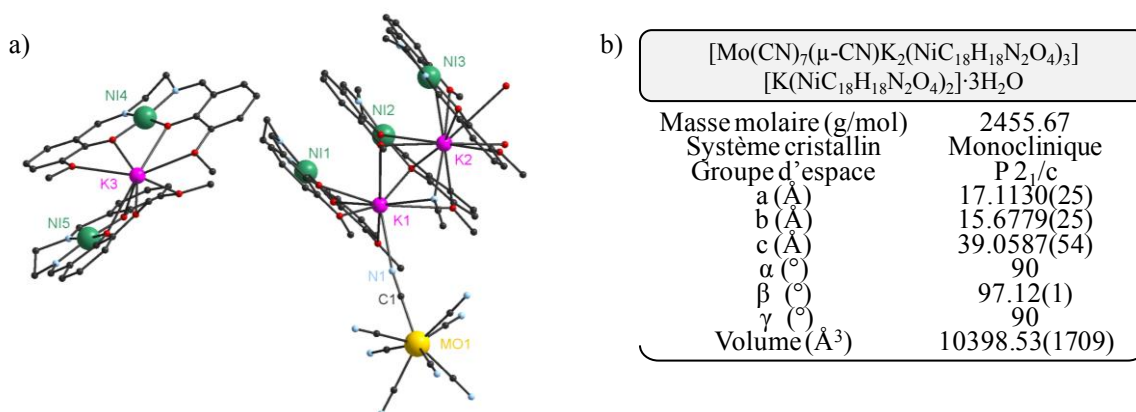 a)
NI4
K3
NI5
NI3
NI2
NI1
K2
K1
N1
C1
MO1
b)
[Mo(CN)₇(μ-CN)K₂(NiC₁₈H₁₈N₂O₄)₃]
[K(NiC₁₈H₁₈N₂O₄)₂]·3H₂O
Masse molaire (g/mol) 2455.67
Système cristallin Monoclinique
Groupe d'espace P 2₁/c
a (Å) 17.1130(25)
b (Å) 15.6779(25)
c (Å) 39.0587(54)
α (°) 90
β (°) 97.12(1)
γ (°) 90
Volume (Å³) 10398.53(1709)